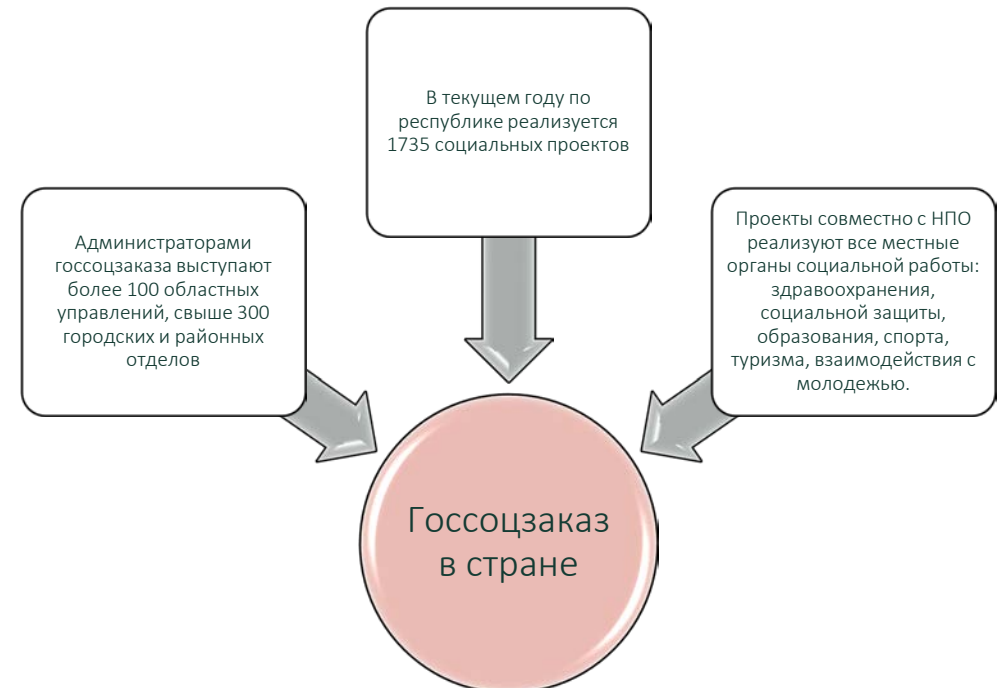 В текущем году по
республике реализуется
1735 социальных проектов
Администраторами
госсоцзаказа выступают
более 100 областных
управлений, свыше 300
городских и районных
отделов
Проекты совместно с НПО
реализуют все местные
органы социальной работы:
здравоохранения,
социальной защиты,
образования, спорта,
туризма, взаимодействия с
молодежью.
Госсоцзаказ
в стране